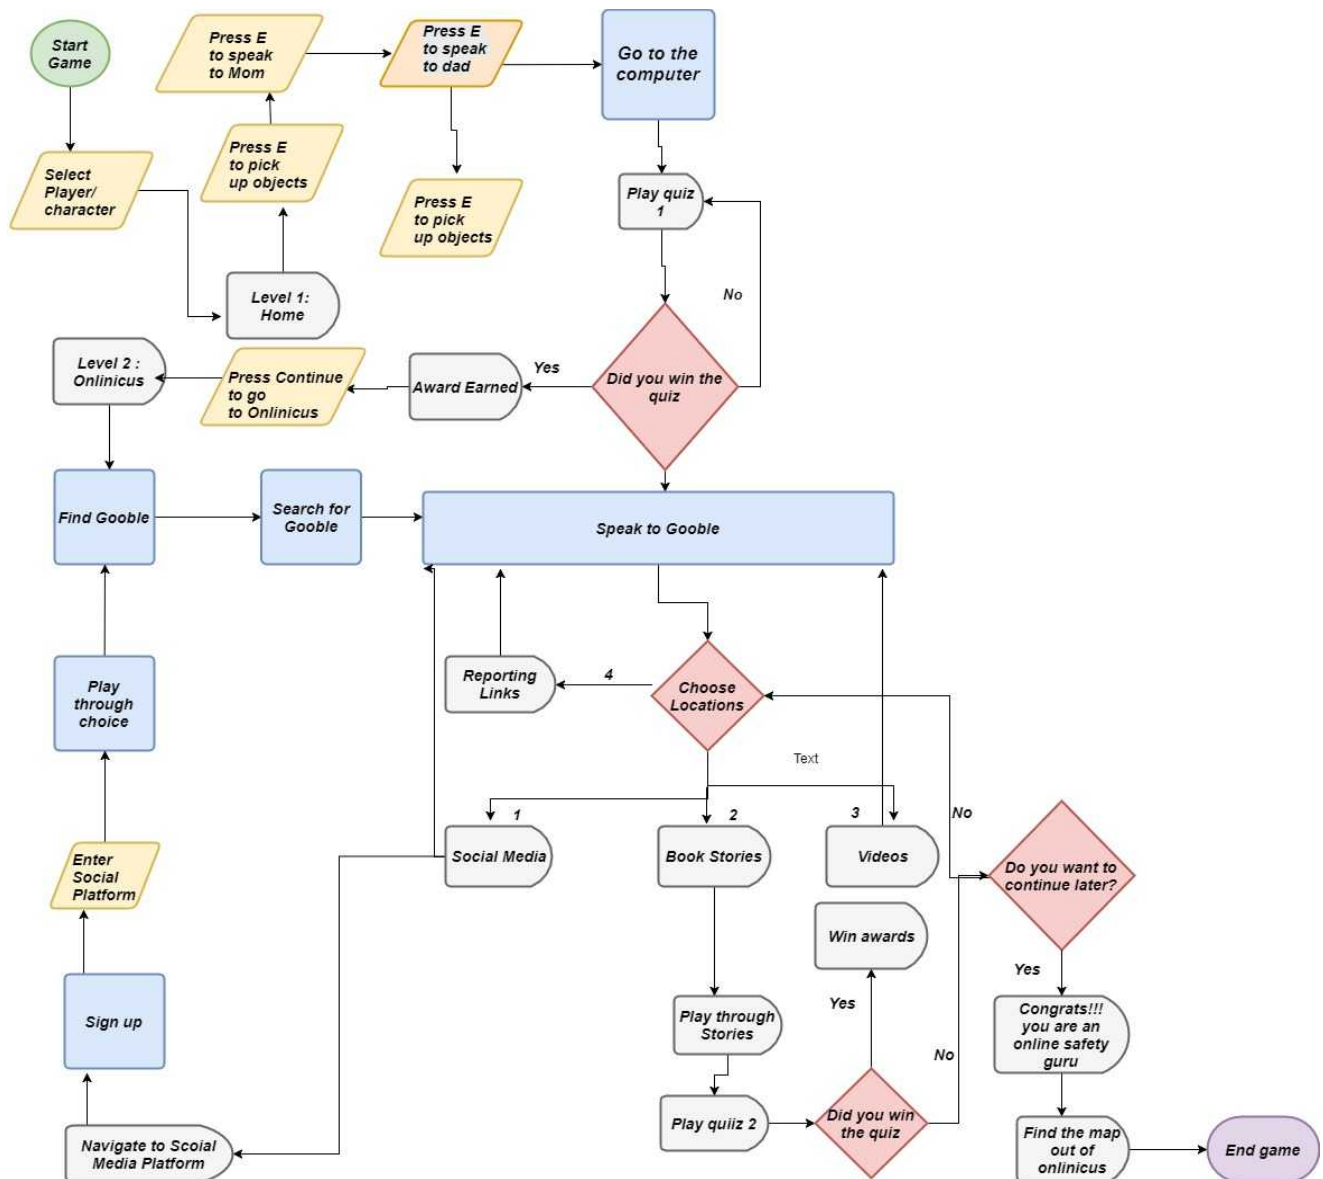 Start
Game
Press E
to speak
to Mom
Press E
to speak
to dad
Go to the
computer
Select
Player/
character
Press E
to pick
up objects
Press E
to pick
up objects
Play quiz
1
Level 1:
Home
No
Level 2 :
Onlinicus
Press Continue
to go
to Onlinicus
Award Earned
Yes
Did you win the
quiz
Find Gooble
Search for
Gooble
Speak to Gooble
Play
through
choice
Reporting
Links
4
Choose
Locations
Text
1
2
3
No
Enter
Social
Platform
Social Media
Book Stories
Videos
Do you want to
continue later?
Win awards
Sign up
Play through
Stories
Yes
Yes
Congrats!!!
you are an
online safety
guru
No
Navigate to Scoial
Media Platform
Play quiiz 2
Did you win
the quiz
Find the map
out of
onlinicus
End game